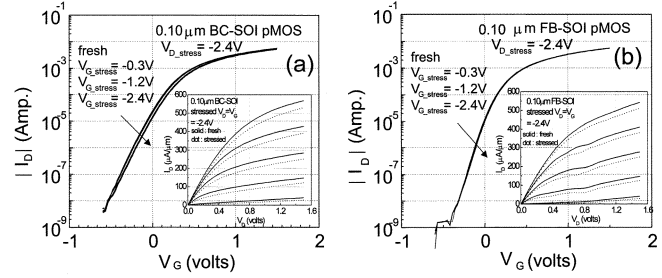 0.10 μm BC-SOI pMOS
V_D_stress = -2.4V
fresh
V_G_stress = -0.3V
V_G_stress = -1.2V
V_G_stress = -2.4V
(a)
10^-1
10^-3
10^-5
10^-7
10^-9
| I_D| (Amp.)
-1 0 1 2
V_G (volts)
0.10μm BC-SOI
stressed V_D=V_G
= -2.4V
solid : fresh
dot : stressed
600
500
400
300
200
100
0
I_D (μA/μm)
0.0 0.4 0.8 1.2 1.6
V_D (volts)
0.10 μm FB-SOI pMOS
V_D_stress = -2.4V
fresh
V_G_stress = -0.3V
V_G_stress = -1.2V
V_G_stress = -2.4V
(b)
10^-1
10^-3
10^-5
10^-7
10^-9
| I_D | (Amp.)
-1 0 1 2
V_G (volts)
0.10μm FB-SOI
stressed V_D=V_G
= -2.4V
solid : fresh
dot : stressed
600
500
400
300
200
100
0
I_D (μA/μm)
0.0 0.4 0.8 1.2 1.6
V_D (volts)